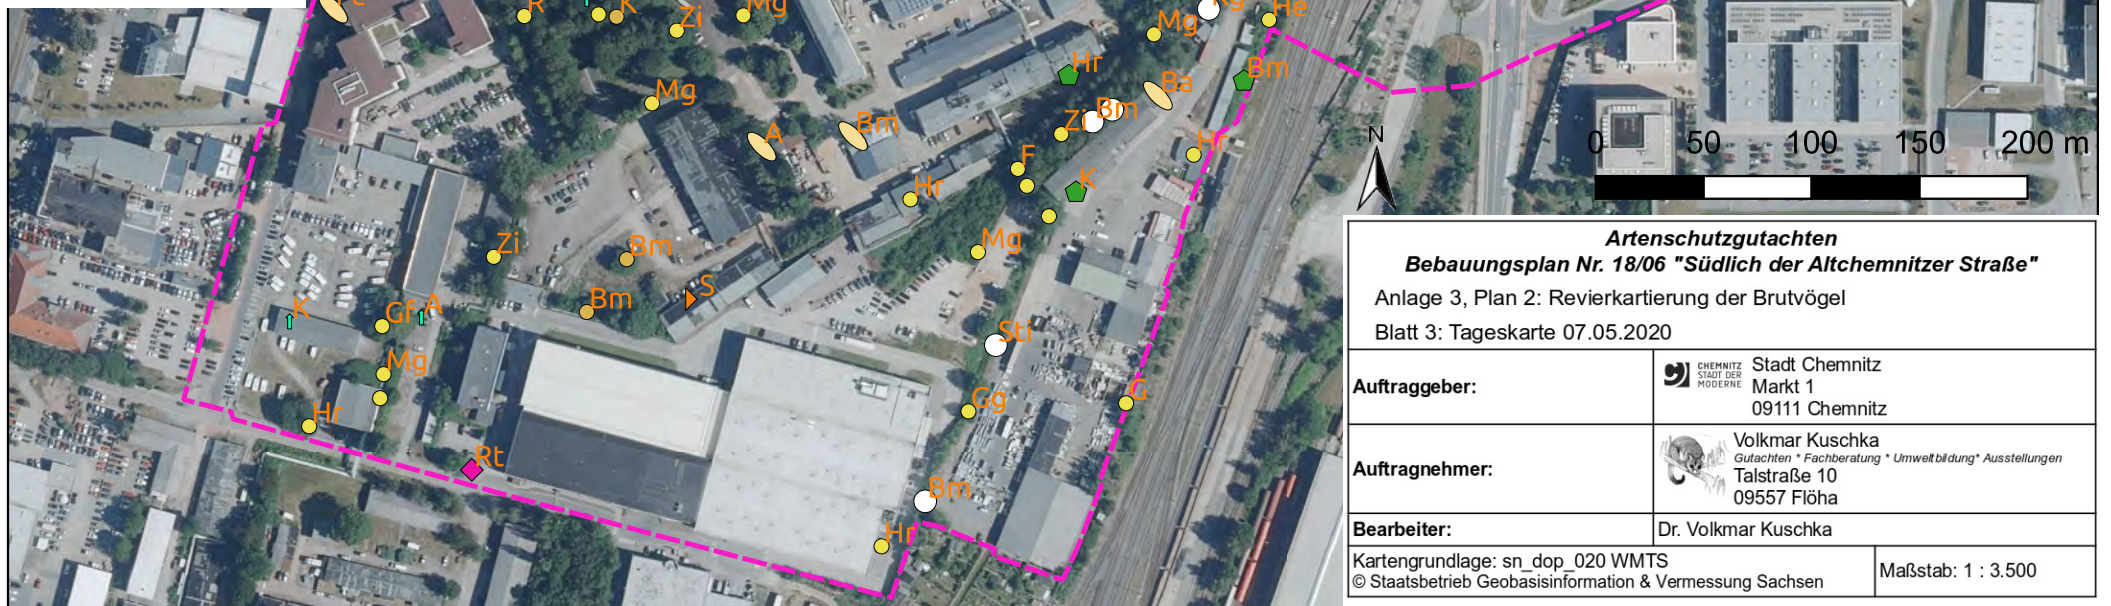 Fe
R
K
Zi
Mg
Mg
Rg
He
Hr
Bm
Ba
Mg
Zi
Bm
A
Bm
F
Hr
K
Hr
N
0 50 100 150 200 m
Zi
Bm
Mg
Bm
S
K
Gf
A
Sti
Mg
Hr
Gg
G
Rt
Bm
Hr
Artenschutzgutachten
Bebauungsplan Nr. 18/06 "Südlich der Altchemnitzer Straße"
Anlage 3, Plan 2: Revierkartierung der Brutvögel
Blatt 3: Tageskarte 07.05.2020
Auftraggeber:
CHEMNITZ
STADT DER
MODERNE
Stadt Chemnitz
Markt 1
09111 Chemnitz
Auftragnehmer:
Volkmar Kuschka
Gutachten * Fachberatung * Umweltbildung* Ausstellungen
Talstraße 10
09557 Flöha
Bearbeiter:
Dr. Volkmar Kuschka
Kartengrundlage: sn_dop_020 WMTS
© Staatsbetrieb Geobasisinformation & Vermessung Sachsen
Maßstab: 1 : 3.500